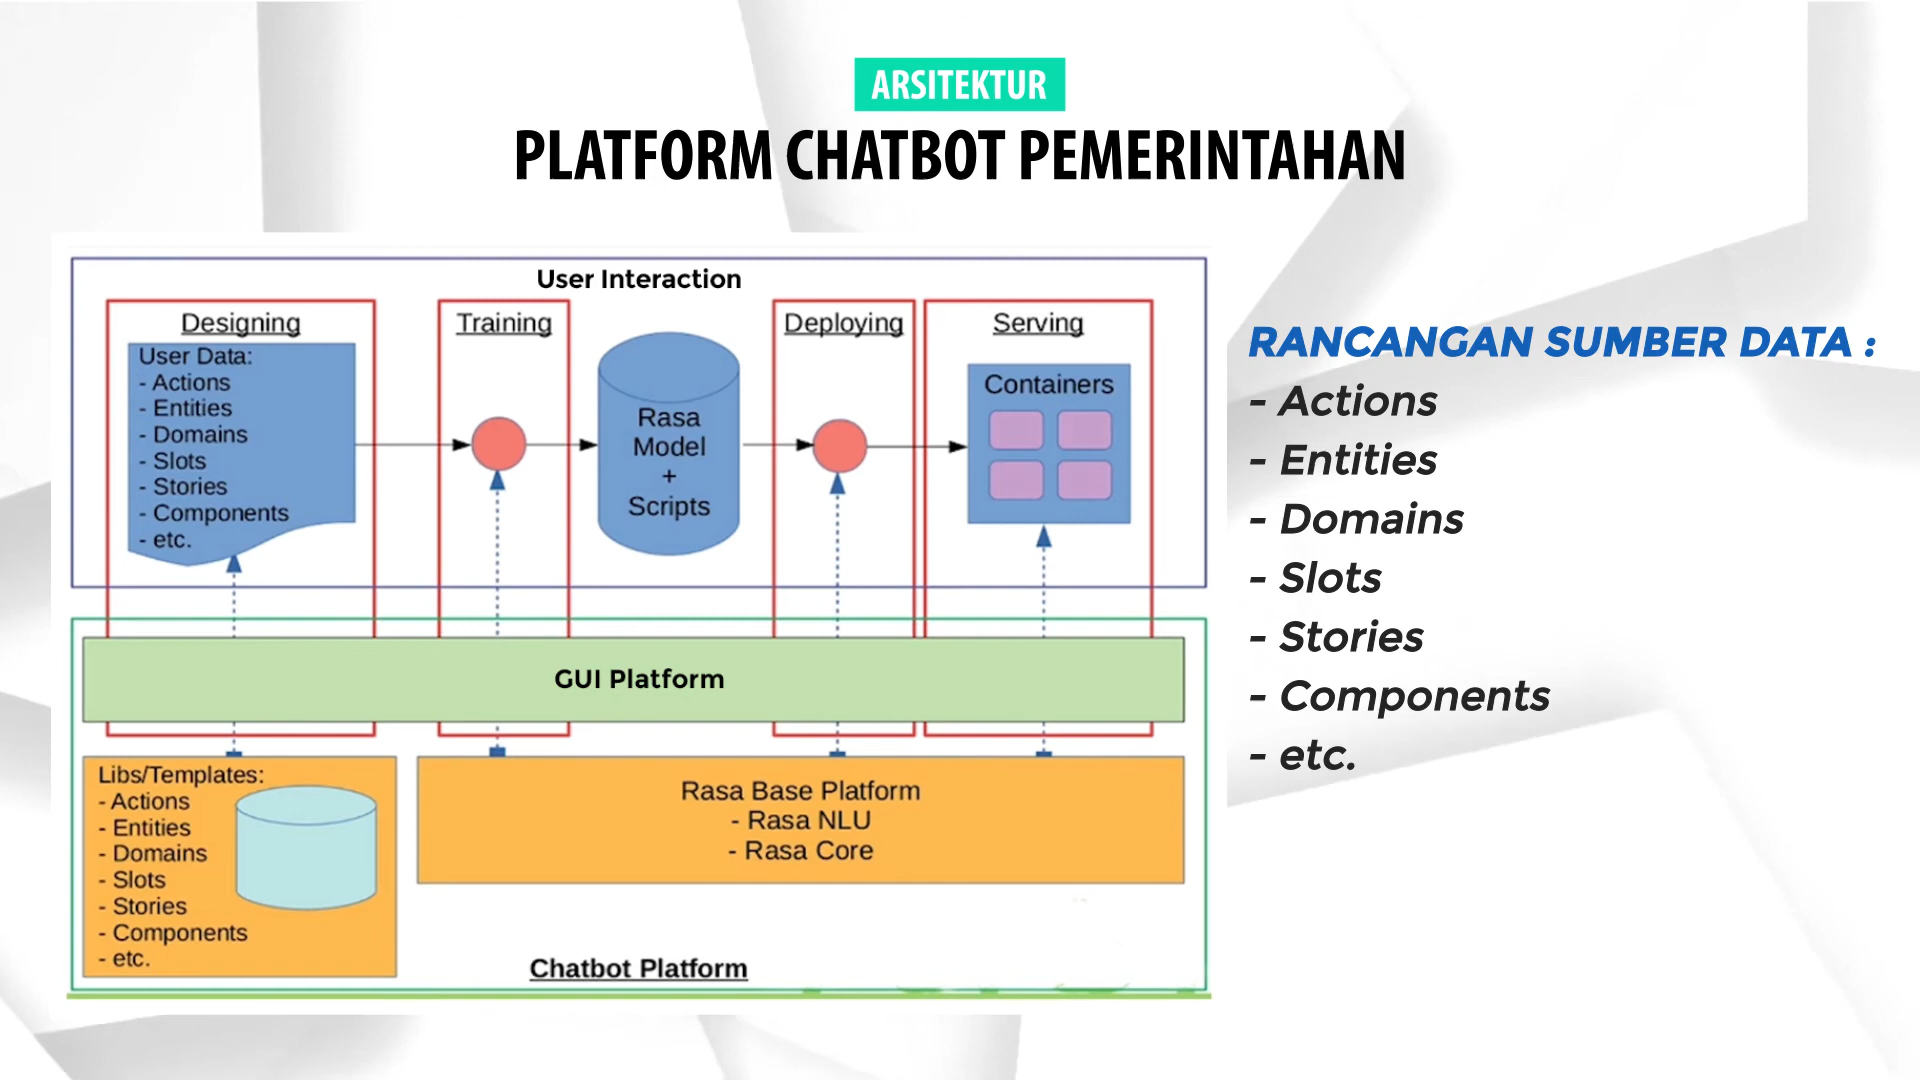 ARSITEKTUR
PLATFORM CHATBOT PEMERINTAHAN
User Interaction
Designing
User Data:
- Actions
- Entities
- Domains
- Slots
- Stories
- Components
- etc.
Training
Rasa
Model
+
Scripts
Deploying
Serving
Containers
GUI Platform
Libs/Templates:
- Actions
- Entities
- Domains
- Slots
- Stories
- Components
- etc.
Rasa Base Platform
- Rasa NLU
- Rasa Core
Chatbot Platform
RANCANGAN SUMBER DATA :
- Actions
- Entities
- Domains
- Slots
- Stories
- Components
- etc.